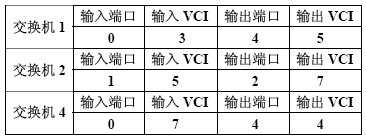 交换机 1 输入端口 输入 VCI 输出端口 输出 VCI
0 3 4 5
交换机 2 输入端口 输入 VCI 输出端口 输出 VCI
1 5 2 7
交换机 4 输入端口 输入 VCI 输出端口 输出 VCI
0 7 4 4